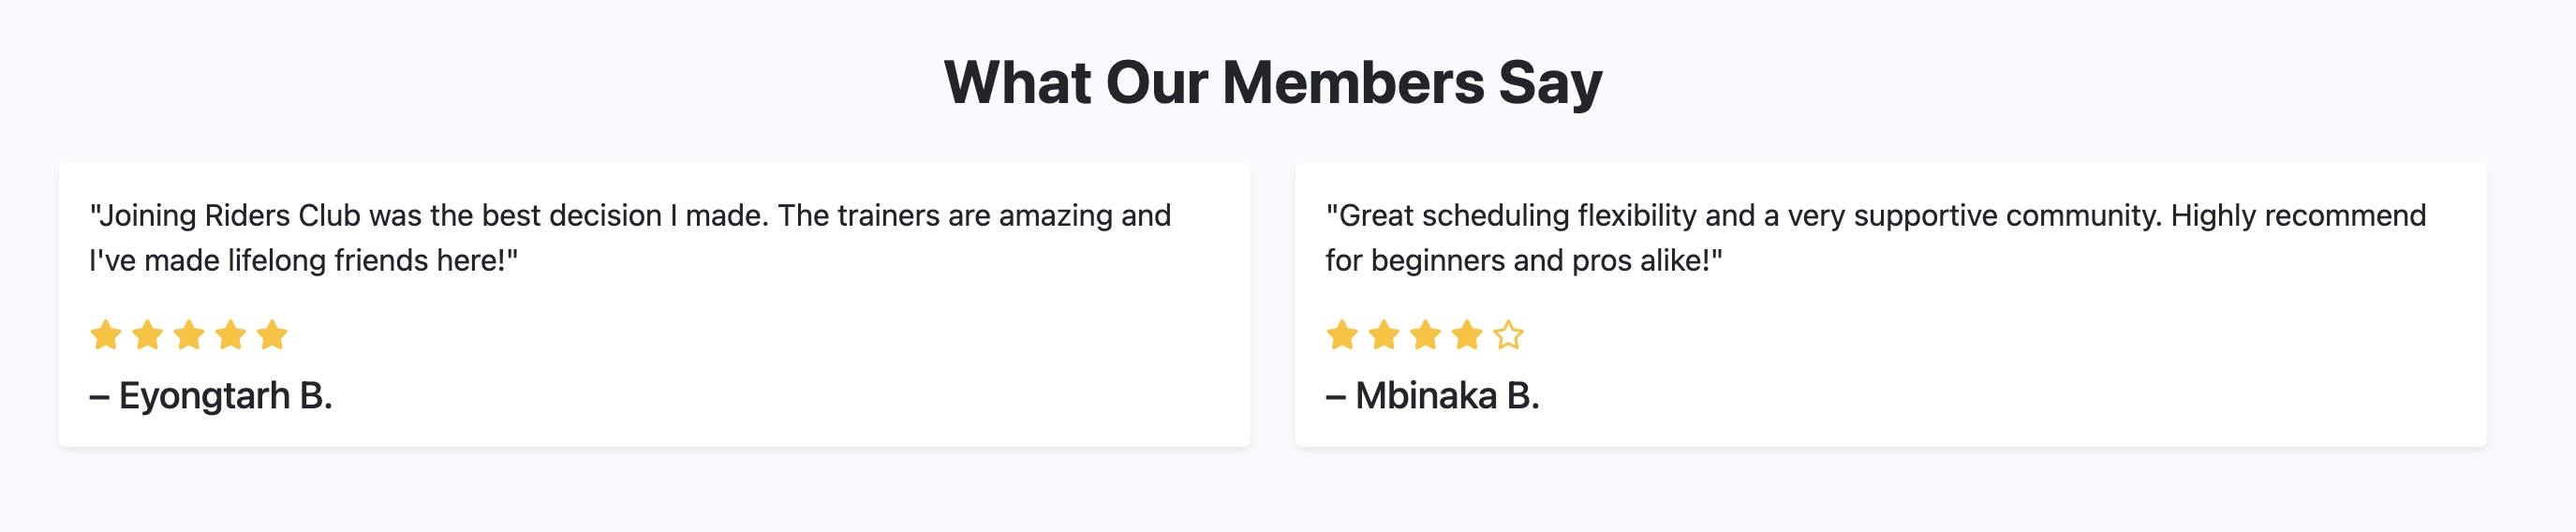 What Our Members Say
"Joining Riders Club was the best decision I made. The trainers are amazing and
I've made lifelong friends here!"
– Eyongtarh B.
"Great scheduling flexibility and a very supportive community. Highly recommend
for beginners and pros alike!"
– Mbinaka B.